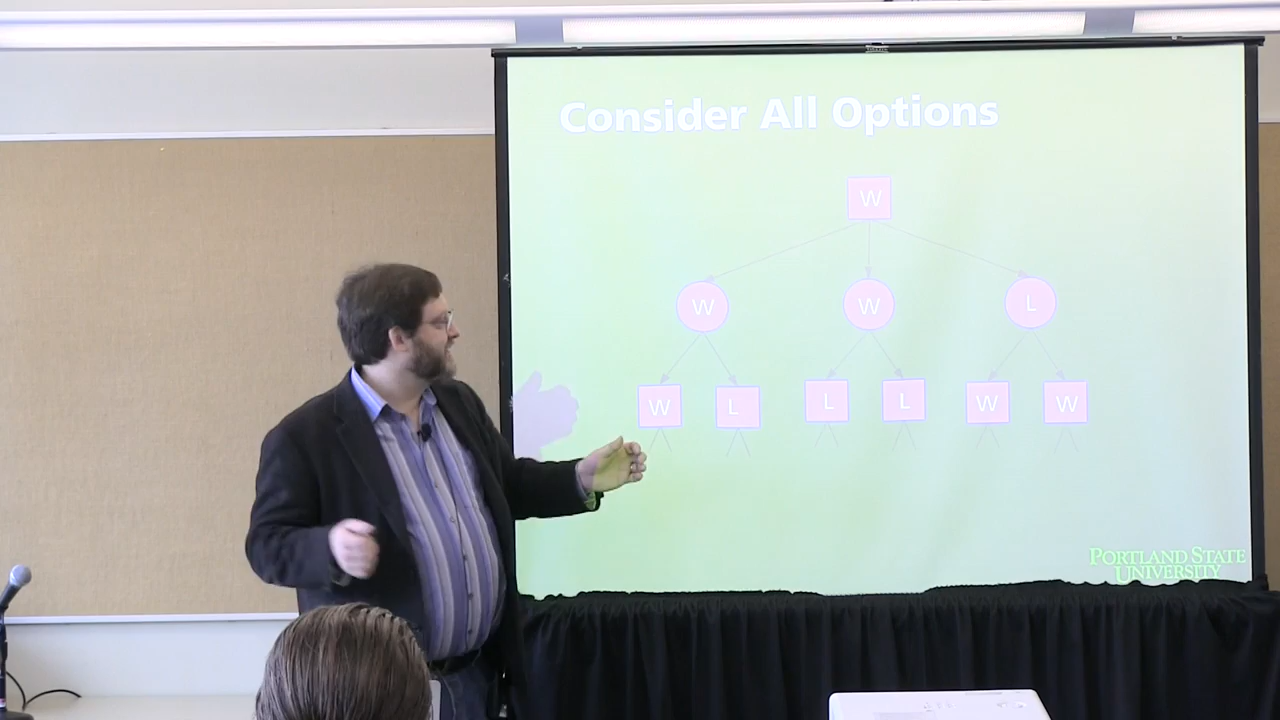 Consider All Options
W
W W L
W L L L W W
PORTLAND STATE
UNIVERSITY